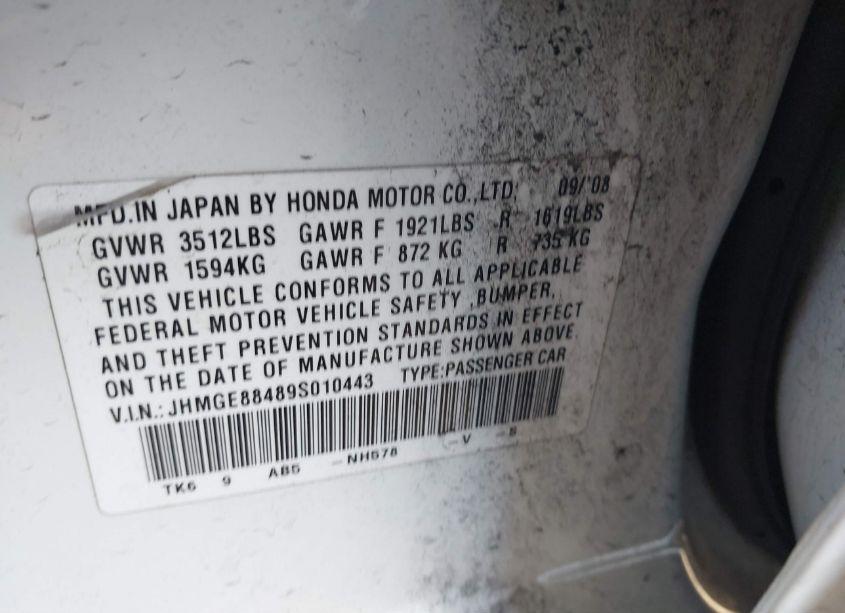 MFD.IN JAPAN BY HONDA MOTOR CO.,LTD. 09/'08
GVWR 3512LBS GAWR F 1921LBS R 1619LBS
GVWR 1594KG GAWR F 872 KG R 735 KG
THIS VEHICLE CONFORMS TO ALL APPLICABLE
FEDERAL MOTOR VEHICLE SAFETY ,BUMPER,
AND THEFT PREVENTION STANDARDS IN EFFECT
ON THE DATE OF MANUFACTURE SHOWN ABOVE.
V.I.N.: JHMGE88489S010443 TYPE:PASSENGER CAR
TK6 9 AB5 -NH578 -V -S